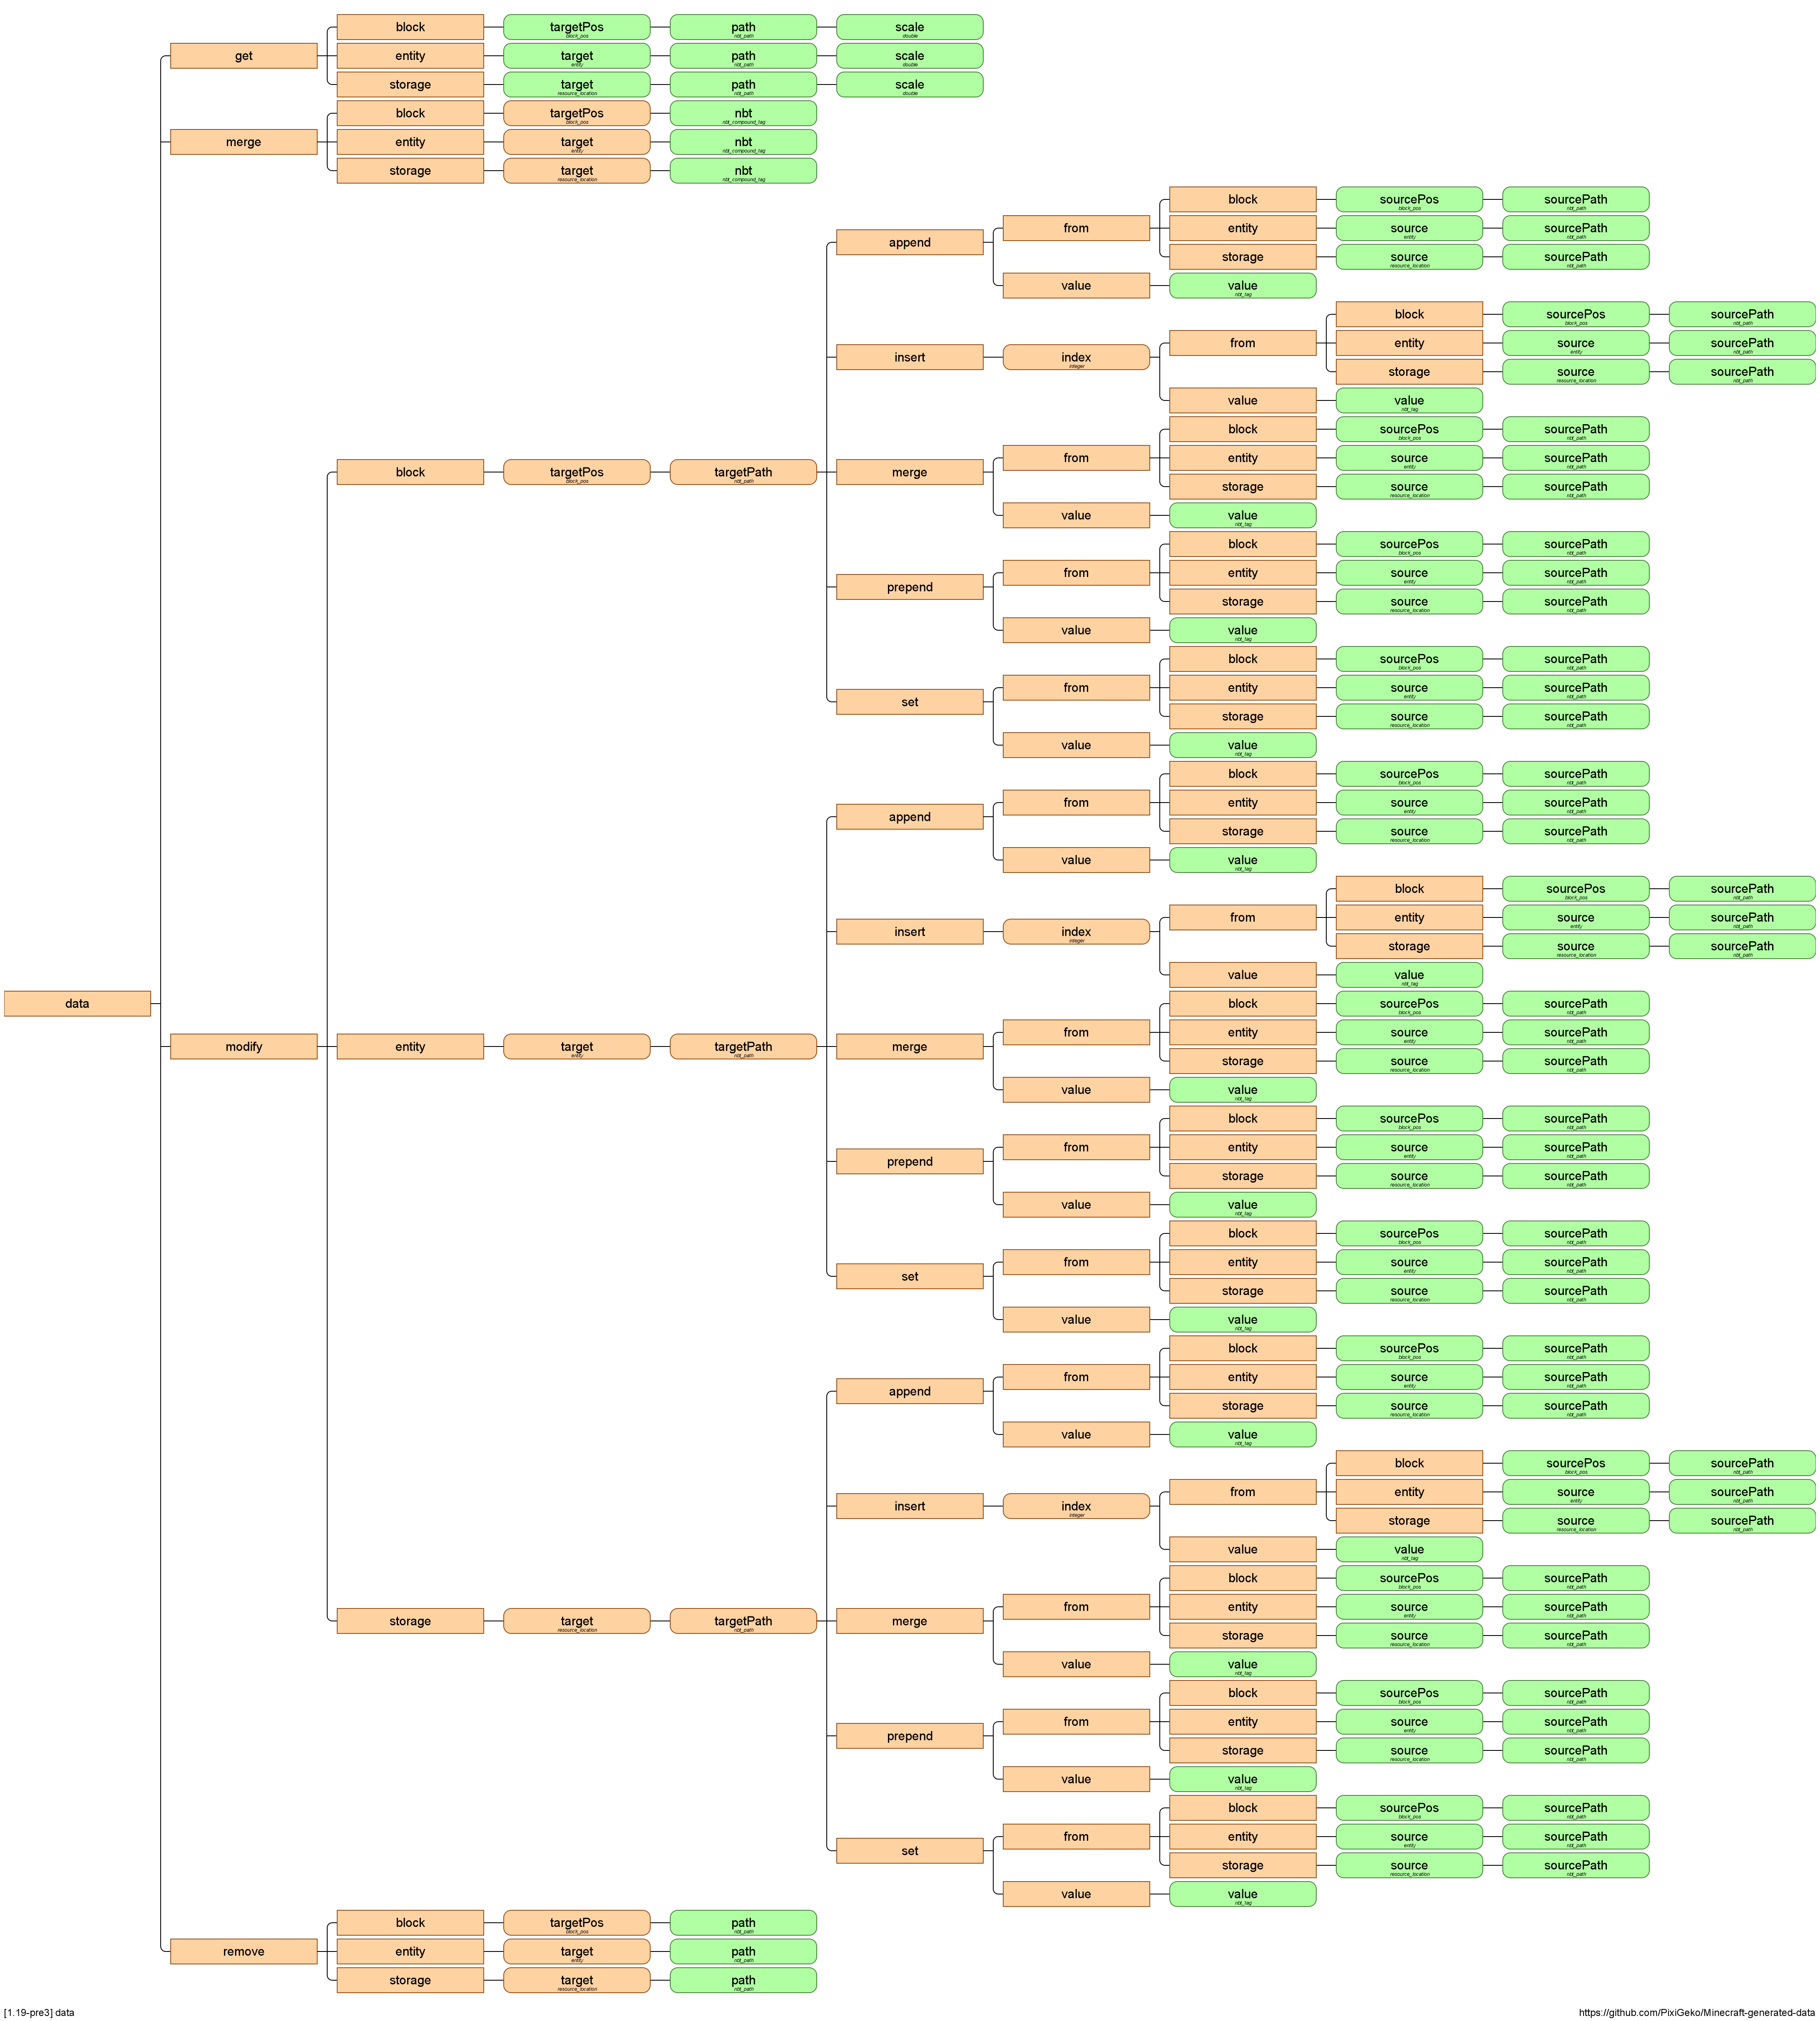 block targetPos path scale
block_pos nbt_path double
get entity target path scale
entity nbt_path double
storage target path scale
resource_location nbt_path double
block targetPos nbt
block_pos nbt_compound_tag
merge entity target nbt
entity nbt_compound_tag
storage target nbt
resource_location nbt_compound_tag
block sourcePos sourcePath
block_pos nbt_path
from entity source sourcePath
entity nbt_path
append
storage source sourcePath
resource_location nbt_path
value value
nbt_tag
block sourcePos sourcePath
block_pos nbt_path
from entity source sourcePath
entity nbt_path
insert index
integer
storage source sourcePath
resource_location nbt_path
value value
nbt_tag
block sourcePos sourcePath
block_pos nbt_path
from entity source sourcePath
entity nbt_path
block targetPos targetPath merge
block_pos nbt_path
storage source sourcePath
resource_location nbt_path
value value
nbt_tag
block sourcePos sourcePath
block_pos nbt_path
from entity source sourcePath
entity nbt_path
prepend
storage source sourcePath
resource_location nbt_path
value value
nbt_tag
block sourcePos sourcePath
block_pos nbt_path
from entity source sourcePath
entity nbt_path
set
storage source sourcePath
resource_location nbt_path
value value
nbt_tag
block sourcePos sourcePath
block_pos nbt_path
from entity source sourcePath
entity nbt_path
append
storage source sourcePath
resource_location nbt_path
value value
nbt_tag
block sourcePos sourcePath
block_pos nbt_path
from entity source sourcePath
entity nbt_path
insert index
integer
storage source sourcePath
resource_location nbt_path
value value
nbt_tag
data block sourcePos sourcePath
block_pos nbt_path
from entity source sourcePath
entity nbt_path
modify entity target targetPath merge
entity nbt_path
storage source sourcePath
resource_location nbt_path
value value
nbt_tag
block sourcePos sourcePath
block_pos nbt_path
from entity source sourcePath
entity nbt_path
prepend
storage source sourcePath
resource_location nbt_path
value value
nbt_tag
block sourcePos sourcePath
block_pos nbt_path
from entity source sourcePath
entity nbt_path
set
storage source sourcePath
resource_location nbt_path
value value
nbt_tag
block sourcePos sourcePath
block_pos nbt_path
from entity source sourcePath
entity nbt_path
append
storage source sourcePath
resource_location nbt_path
value value
nbt_tag
block sourcePos sourcePath
block_pos nbt_path
from entity source sourcePath
entity nbt_path
insert index
integer
storage source sourcePath
resource_location nbt_path
value value
nbt_tag
block sourcePos sourcePath
block_pos nbt_path
from entity source sourcePath
entity nbt_path
storage target targetPath merge
resource_location nbt_path
storage source sourcePath
resource_location nbt_path
value value
nbt_tag
block sourcePos sourcePath
block_pos nbt_path
from entity source sourcePath
entity nbt_path
prepend
storage source sourcePath
resource_location nbt_path
value value
nbt_tag
block sourcePos sourcePath
block_pos nbt_path
from entity source sourcePath
entity nbt_path
set
storage source sourcePath
resource_location nbt_path
value value
nbt_tag
block targetPos path
block_pos nbt_path
remove entity target path
entity nbt_path
storage target path
resource_location nbt_path
[1.19-pre3] data https://github.com/PixiGeko/Minecraft-generated-data